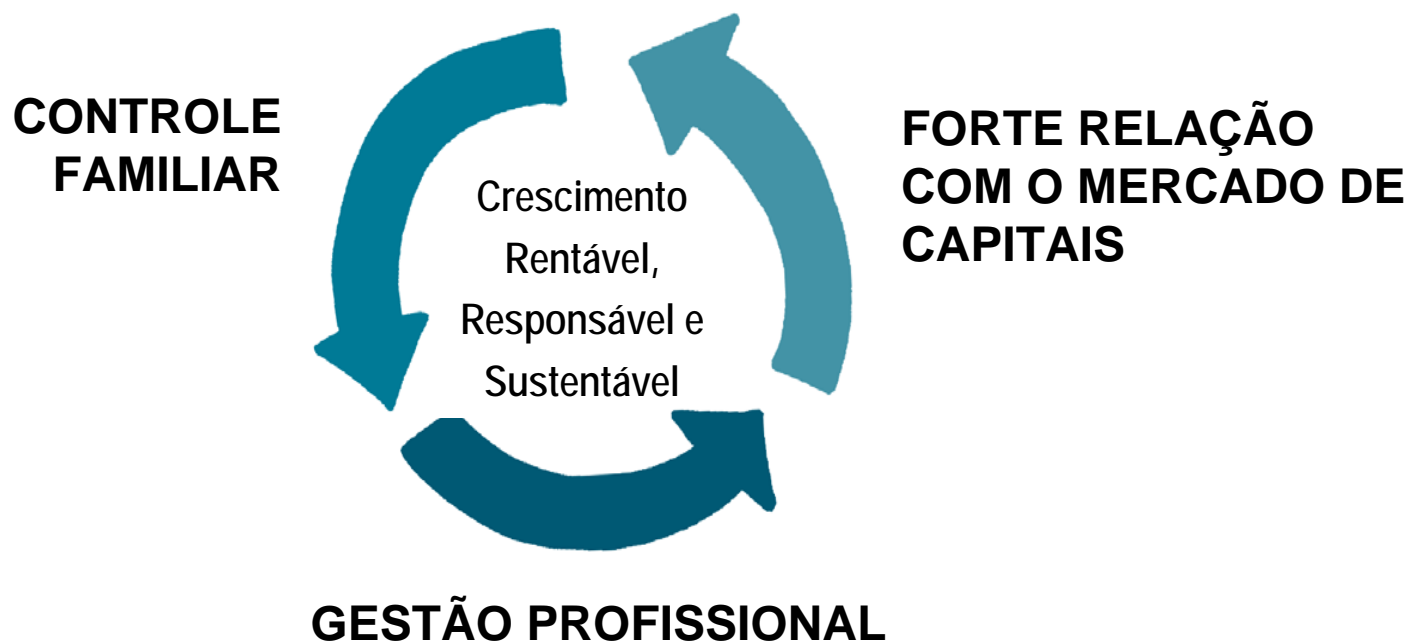 CONTROLE
FAMILIAR
Crescimento
Rentável,
Responsável e
Sustentável
FORTE RELAÇÃO
COM O MERCADO DE
CAPITAIS
GESTÃO PROFISSIONAL